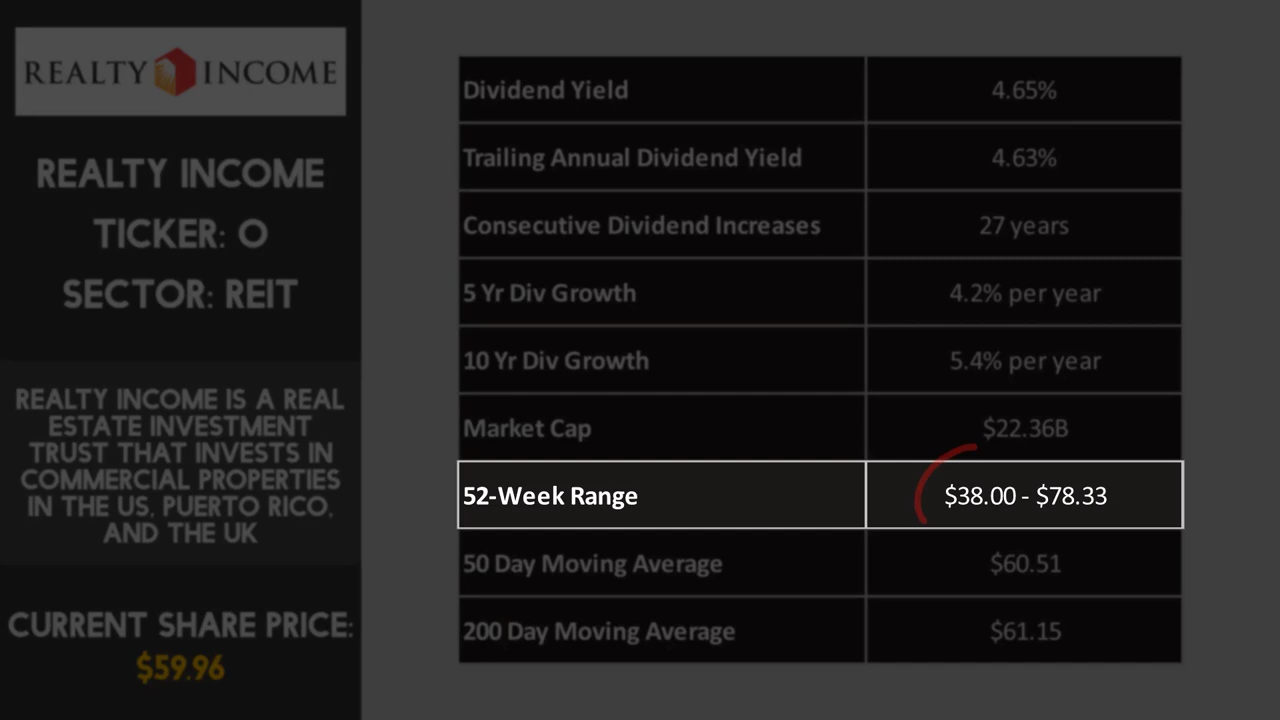 REALTY INCOME
REALTY INCOME
TICKER: O
SECTOR: REIT
REALTY INCOME IS A REAL
ESTATE INVESTMENT
TRUST THAT INVESTS IN
COMMERCIAL PROPERTIES
IN THE US, PUERTO RICO,
AND THE UK
CURRENT SHARE PRICE:
$59.96
Dividend Yield 4.65%
Trailing Annual Dividend Yield 4.63%
Consecutive Dividend Increases 27 years
5 Yr Div Growth 4.2% per year
10 Yr Div Growth 5.4% per year
Market Cap $22.36B
52-Week Range $38.00 - $78.33
50 Day Moving Average $60.51
200 Day Moving Average $61.15